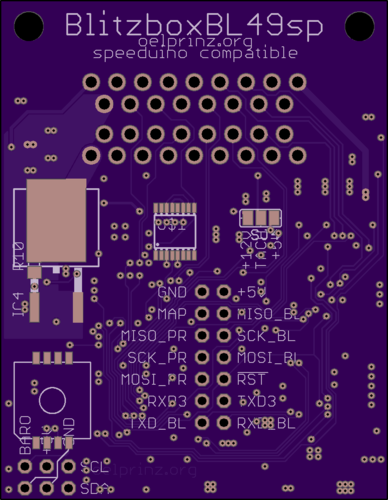 BlitzboxBL49sp
oelprinz.org
speeduino compatible
R10
IC4
GND +5V
MAP MISO_BL
MISO_PR SCK_BL
SCK_PR MOSI_BL
MOSI_PR RST
RXD3 TXD3
TXD_BL RXD_BL
BARO
GND
SCL
SDA
oelprinz.org